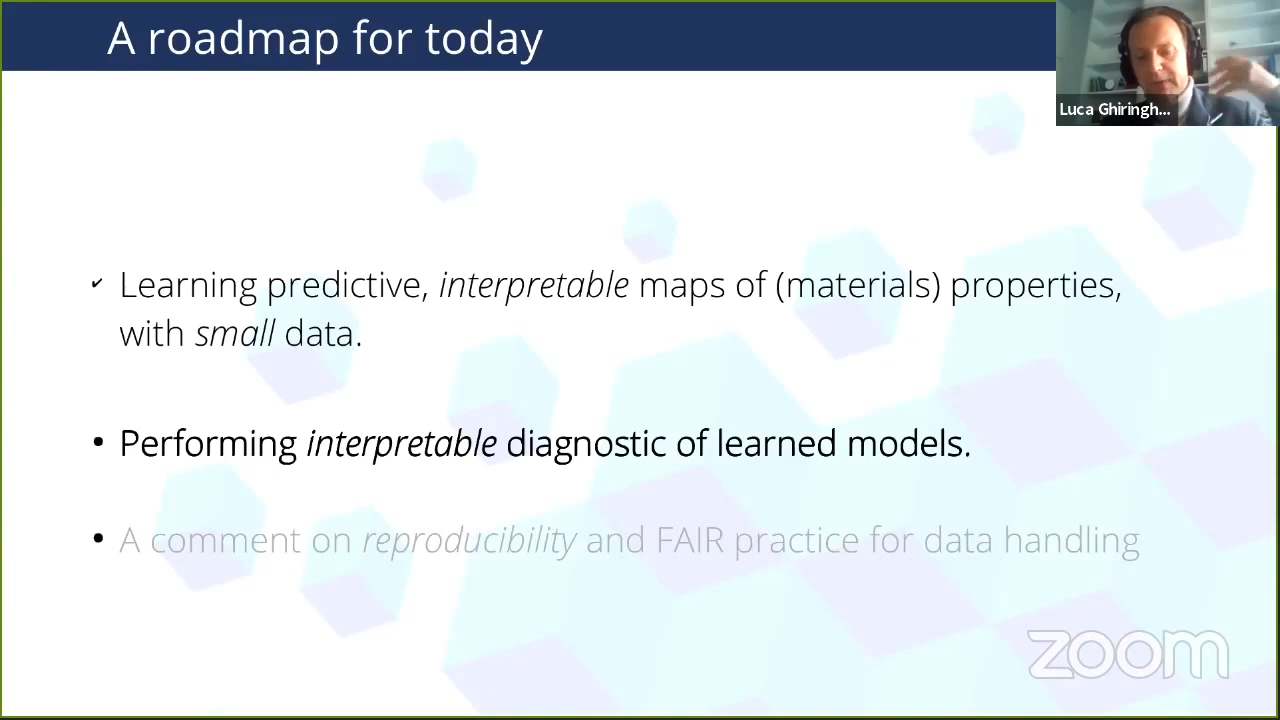 A roadmap for today
Luca Ghiringh...
✓ Learning predictive, interpretable maps of (materials) properties,
with small data.
• Performing interpretable diagnostic of learned models.
• A comment on reproducibility and FAIR practice for data handling
zoom